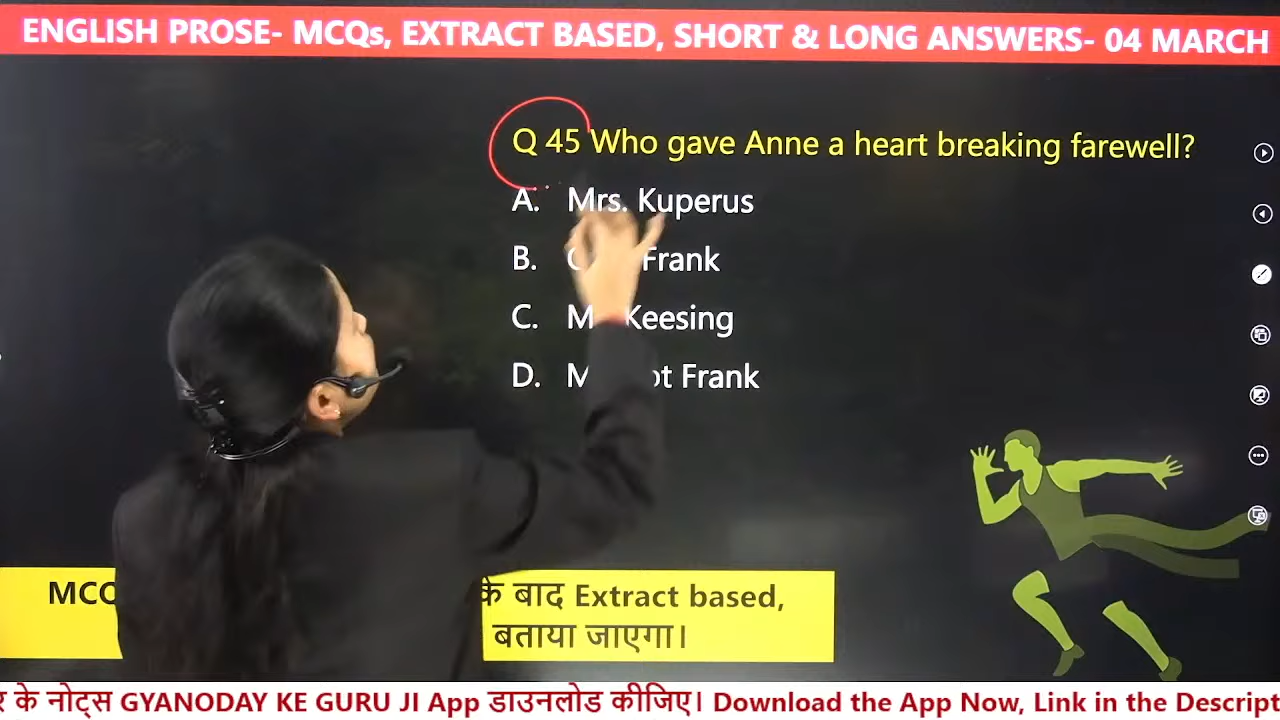 ENGLISH PROSE- MCQs, EXTRACT BASED, SHORT & LONG ANSWERS- 04 MARCH
Q 45 Who gave Anne a heart breaking farewell?
A. Mrs. Kuperus
B. Frank
C. Keesing
D. Frank
के बाद Extract based,
बताया जाएगा।
के नोट्स GYANODAY KE GURU JI App डाउनलोड कीजिए। Download the App Now, Link in the